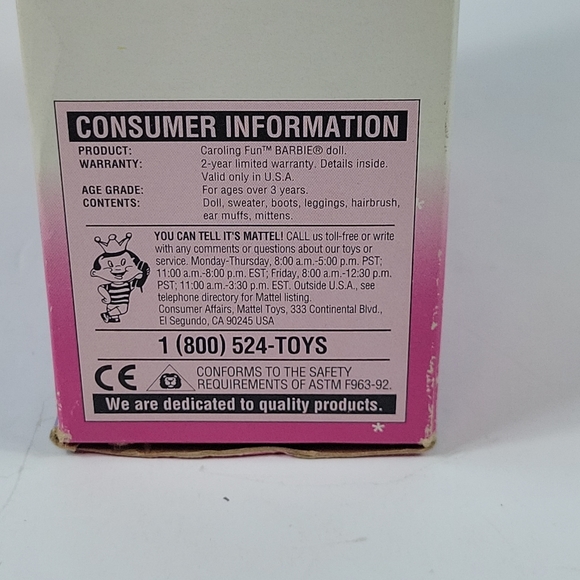 CONSUMER INFORMATION
PRODUCT: Caroling Fun™ BARBIE® doll.
WARRANTY: 2-year limited warranty. Details inside.
Valid only in U.S.A.
AGE GRADE: For ages over 3 years.
CONTENTS: Doll, sweater, boots, leggings, hairbrush,
ear muffs, mittens.
YOU CAN TELL IT'S MATTEL! CALL us toll-free or write
with any comments or questions about our toys or
service. Monday-Thursday, 8:00 a.m.-5:00 p.m. PST;
11:00 a.m.-8:00 p.m. EST; Friday, 8:00 a.m.-12:30 p.m.
PST; 11:00 a.m.-3:30 p.m. EST. Outside U.S.A., see
telephone directory for Mattel listing.
Consumer Affairs, Mattel Toys, 333 Continental Blvd.,
El Segundo, CA 90245 USA
1 (800) 524-TOYS
CE CONFORMS TO THE SAFETY
REQUIREMENTS OF ASTM F963-92.
We are dedicated to quality products.